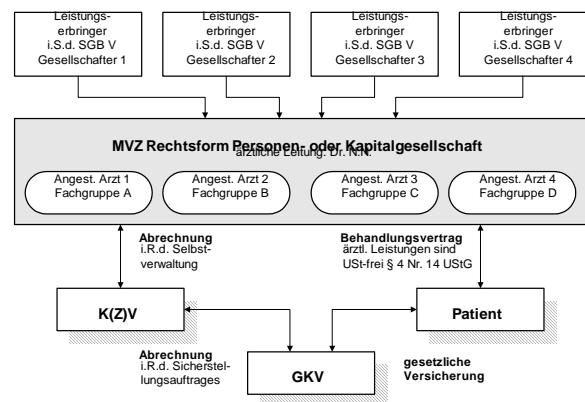 Leistungs-
erbringer
i.S.d. SGB V
Gesellschafter 1
Leistungs-
erbringer
i.S.d. SGB V
Gesellschafter 2
Leistungs-
erbringer
i.S.d. SGB V
Gesellschafter 3
Leistungs-
erbringer
i.S.d. SGB V
Gesellschafter 4
MVZ Rechtsform Personen- oder Kapitalgesellschaft
ärztliche Leitung: Dr. N.N.
Angest. Arzt 1
Fachgruppe A
Angest. Arzt 2
Fachgruppe B
Angest. Arzt 3
Fachgruppe C
Angest. Arzt 4
Fachgruppe D
Abrechnung
i.R.d. Selbst-
verwaltung
Behandlungsvertrag
ärztl. Leistungen sind
USt-frei § 4 Nr. 14 UStG
K(Z)V
Patient
Abrechnung
i.R.d. Sicherstel-
lungsauftrages
GKV
gesetzliche
Versicherung